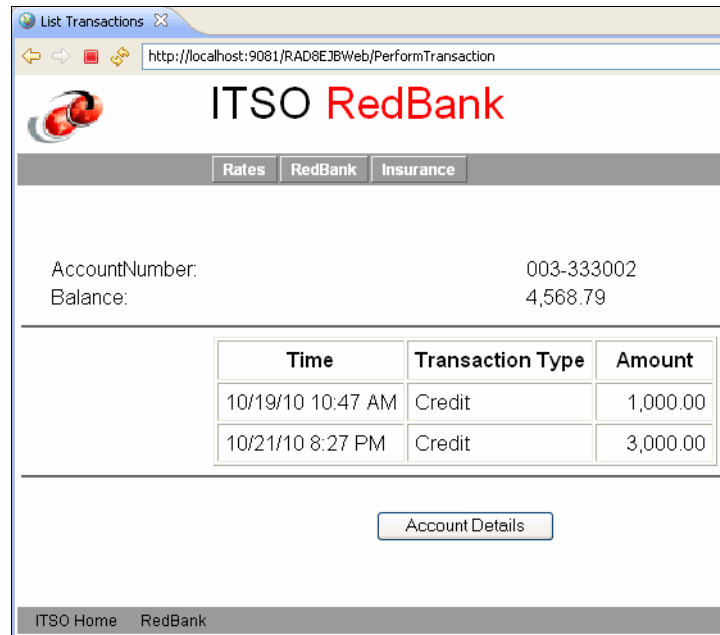 List Transactions
http://localhost:9081/RAD8EJBWeb/PerformTransaction
ITSO RedBank
Rates RedBank Insurance
AccountNumber: 003-333002
Balance: 4,568.79
Time Transaction Type Amount
10/19/10 10:47 AM Credit 1,000.00
10/21/10 8:27 PM Credit 3,000.00
Account Details
ITSO Home RedBank